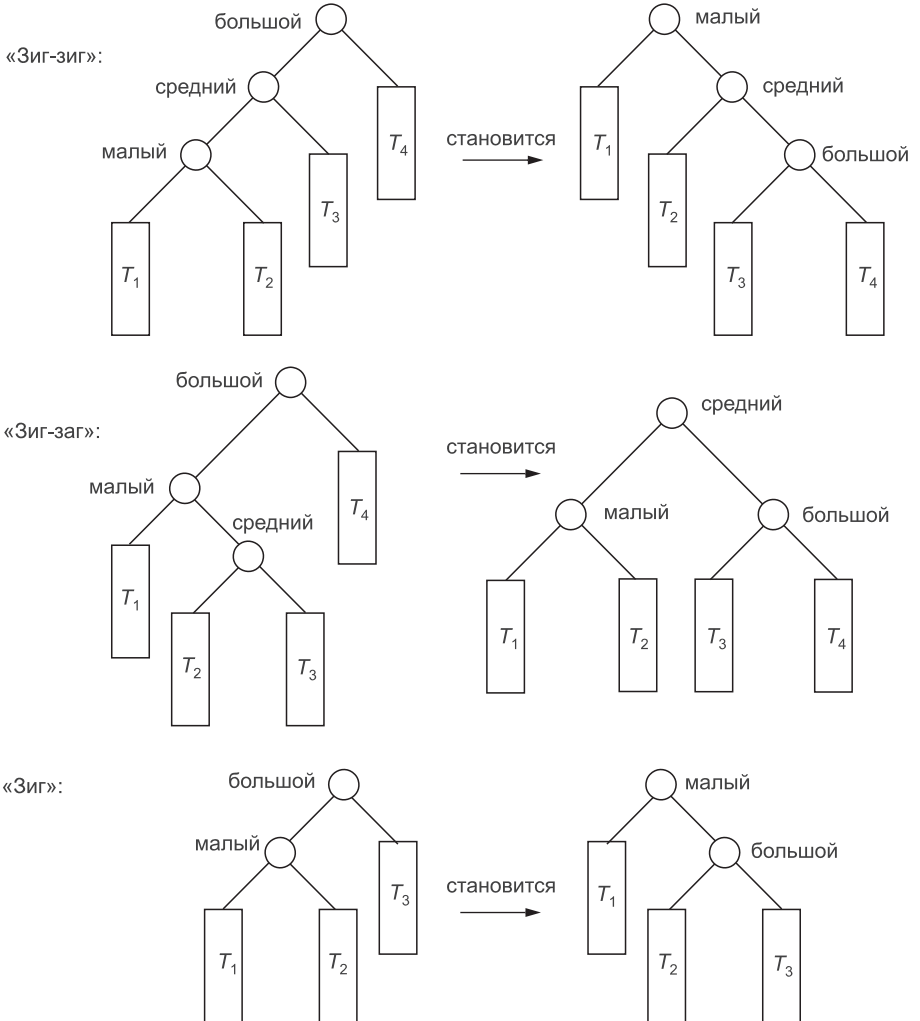 большой
малый
«Зиг-зиг»:
средний
средний
малый
T4
становится
T1
большой
T3
T2
T1
T2
T3
T4
большой
средний
«Зиг-заг»:
становится
малый
T4
малый
большой
средний
T1
T2
T3
T1
T2
T3
T4
«Зиг»:
большой
малый
малый
большой
T3
становится
T1
T1
T2
T2
T3